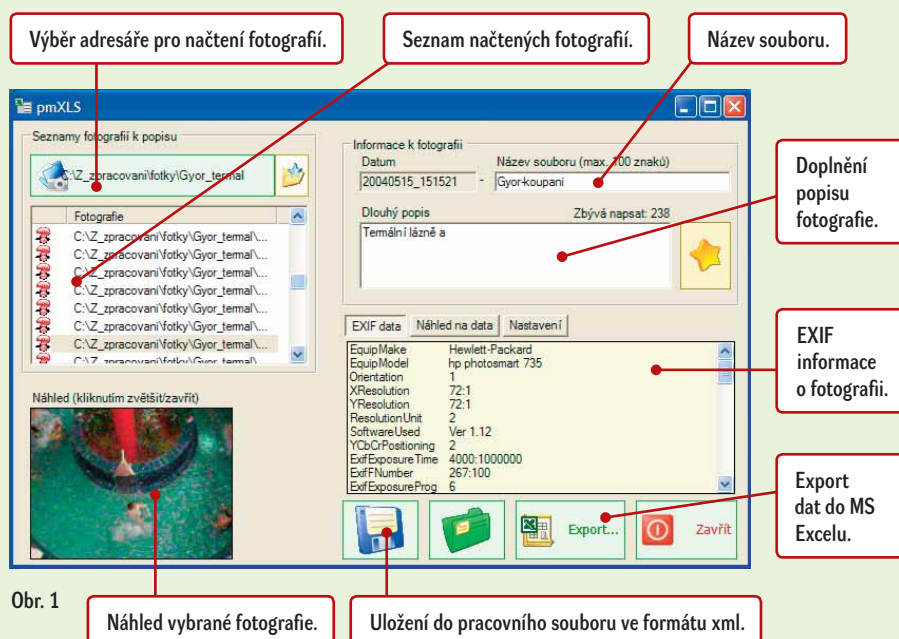 Výběr adresáře pro načtení fotografií.
Seznam načtených fotografií.
Název souboru.
pmXLS
Seznamy fotografií k popisu
C:\Z_zpracovani\fotky\Gyor_termal
Fotografie
C:\Z_zpracovani\fotky\Gyor_termal\...
C:\Z_zpracovani\fotky\Gyor_termal\...
C:\Z_zpracovani\fotky\Gyor_termal\...
C:\Z_zpracovani\fotky\Gyor_termal\...
C:\Z_zpracovani\fotky\Gyor_termal\...
C:\Z_zpracovani\fotky\Gyor_termal\...
C:\Z_zpracovani\fotky\Gyor_termal\...
C:\Z_zpracovani\fotky\Gyor_termal\...
Náhled (kliknutím zvětšit/zavřít)
Informace k fotografii
Datum Název souboru (max. 100 znaků)
20040515_151521 - Gyor-koupani
Dlouhý popis Zbývá napsat: 238
Termální lázně a
EXIF data Náhled na data Nastavení
EquipMake Hewlett-Packard
EquipModel hp photosmart 735
Orientation 1
XResolution 72:1
YResolution 72:1
ResolutionUnit 2
SoftwareUsed Ver 1.12
YCbCrPositioning 2
ExifExposureTime 4000:1000000
ExifFNumber 267:100
ExifExposureProg 6
Export...
Zavřít
Doplnění
popisu
fotografie.
EXIF
informace
o fotografii.
Export
dat do MS
Excelu.
Obr. 1
Náhled vybrané fotografie.
Uložení do pracovního souboru ve formátu xml.